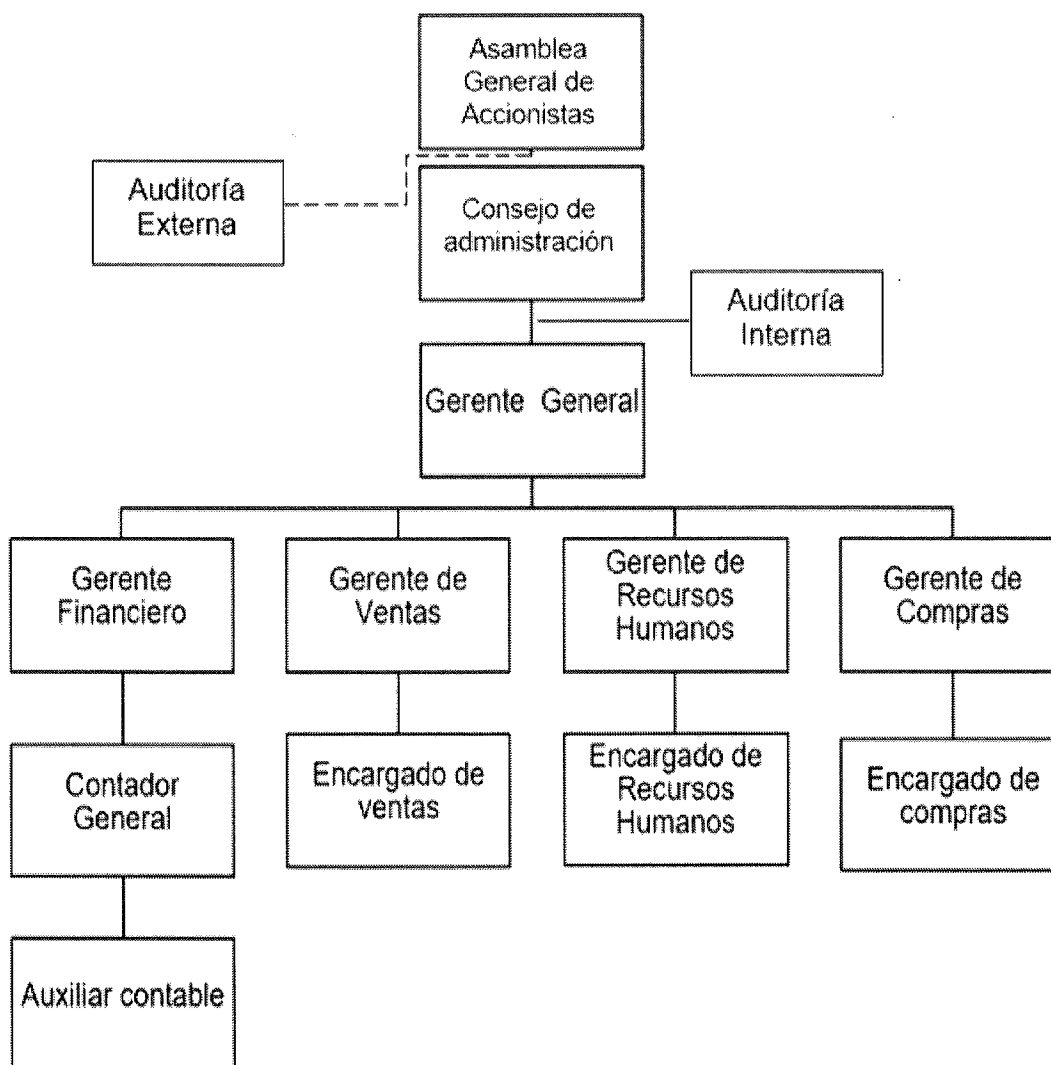 Asamblea
General de
Accionistas
Auditoría
Externa
Consejo de
administración
Auditoría
Interna
Gerente General
Gerente
Financiero
Gerente de
Ventas
Gerente de
Recursos
Humanos
Gerente de
Compras
Contador
General
Encargado de
ventas
Encargado de
Recursos
Humanos
Encargado de
compras
Auxiliar contable